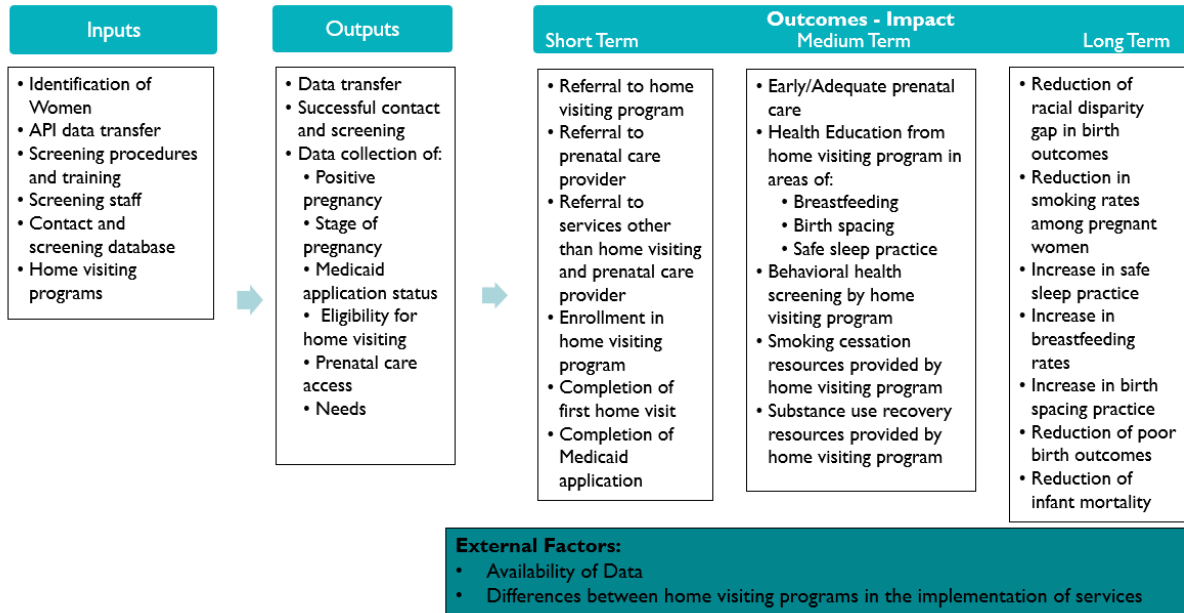 Inputs
• Identification of
Women
• API data transfer
• Screening procedures
and training
• Screening staff
• Contact and
screening database
• Home visiting
programs
Outputs
• Data transfer
• Successful contact
and screening
• Data collection of:
• Positive
pregnancy
• Stage of
pregnancy
• Medicaid
application status
• Eligibility for
home visiting
• Prenatal care
access
• Needs
Outcomes - Impact
Short Term
• Referral to home
visiting program
• Referral to
prenatal care
provider
• Referral to
services other
than home visiting
and prenatal care
provider
• Enrollment in
home visiting
program
• Completion of
first home visit
• Completion of
Medicaid
application
Medium Term
• Early/Adequate prenatal
care
• Health Education from
home visiting program in
areas of:
• Breastfeeding
• Birth spacing
• Safe sleep practice
• Behavioral health
screening by home
visiting program
• Smoking cessation
resources provided by
home visiting program
• Substance use recovery
resources provided by
home visiting program
Long Term
• Reduction of
racial disparity
gap in birth
outcomes
• Reduction in
smoking rates
among pregnant
women
• Increase in safe
sleep practice
• Increase in
breastfeeding
rates
• Increase in birth
spacing practice
• Reduction of poor
birth outcomes
• Reduction of
infant mortality
External Factors:
• Availability of Data
• Differences between home visiting programs in the implementation of services